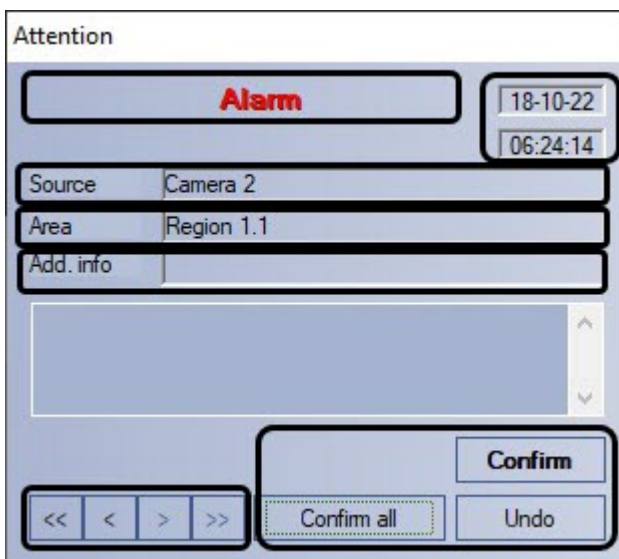 Attention
Alarm
18-10-22
06:24:14
Source Camera 2
Area Region 1.1
Add. info
Confirm
<< < > >> Confirm all Undo